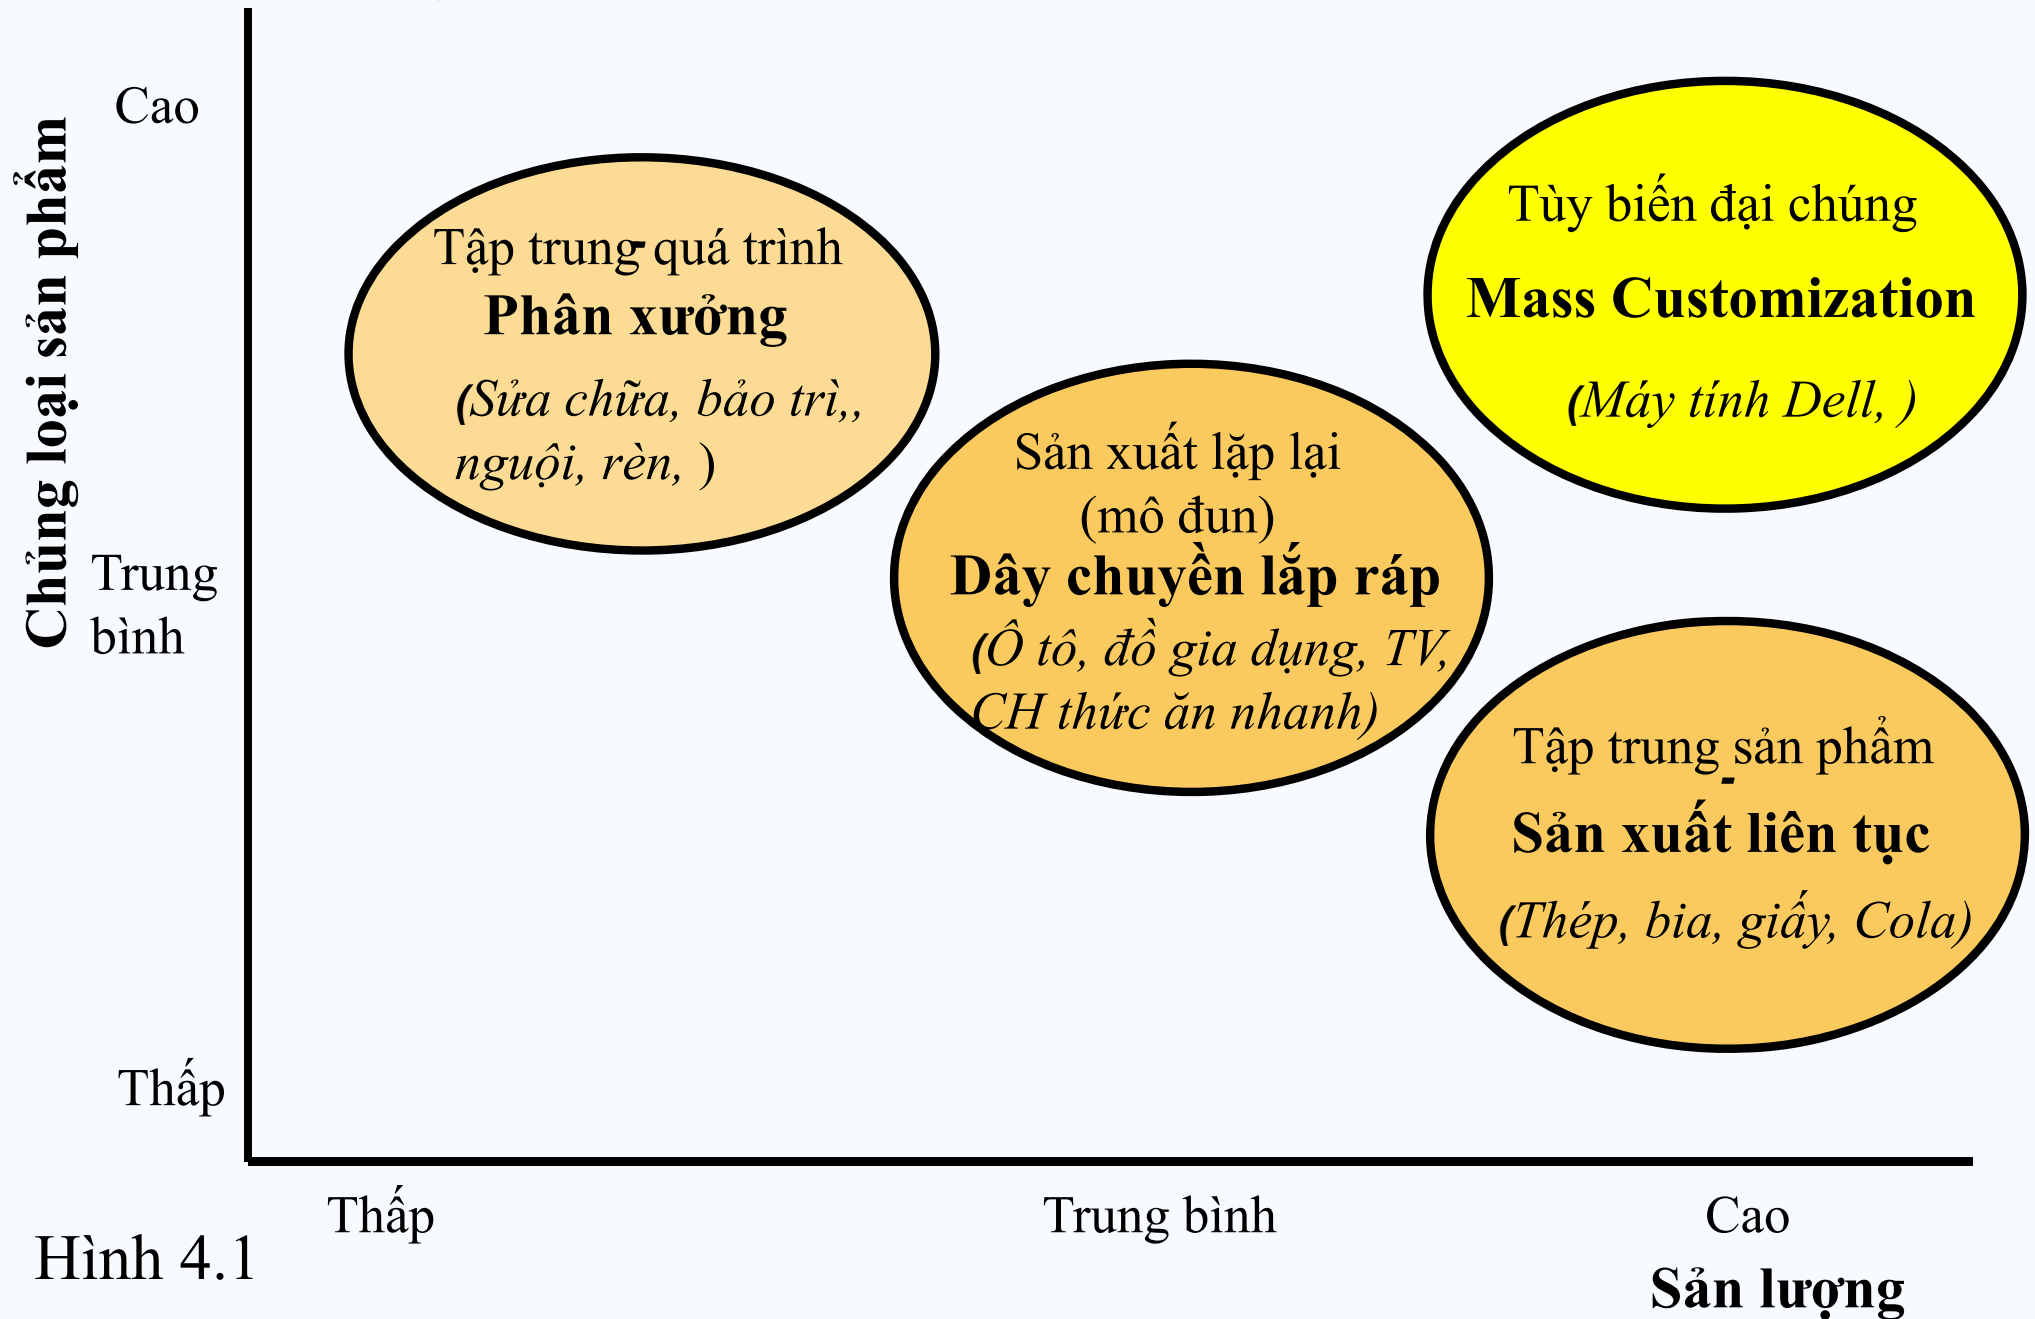 Chủng loại sản phẩm
Cao
Trung
bình
Thấp
Tập trung-quá trình
Phân xưởng
(Sửa chữa, bảo trì,,
nguội, rèn, )
Sản xuất lặp lại
(mô đun)
Dây chuyền lắp ráp
(Ô tô, đồ gia dụng, TV,
CH thức ăn nhanh)
Tùy biến đại chúng
Mass Customization
(Máy tính Dell, )
Tập trung-sản phẩm
Sản xuất liên tục
(Thép, bia, giấy, Cola)
Thấp
Trung bình
Cao
Hình 4.1
Sản lượng